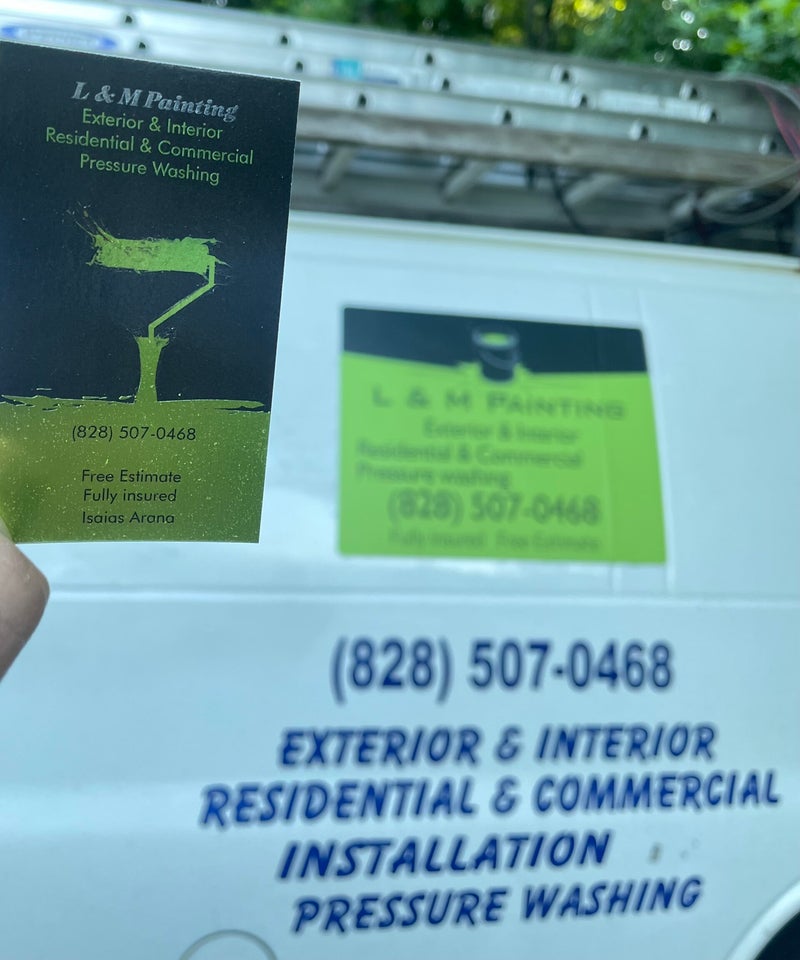 L & M Painting
Exterior & Interior
Residential & Commercial
Pressure Washing
(828) 507-0468
Free Estimate
Fully insured
Isaias Arana
L & M PAINTING
Exterior & Interior
Residential & Commercial
Pressure washing
(828) 507-0468
Fully Insured Free Estimate
(828) 507-0468
EXTERIOR & INTERIOR
RESIDENTIAL & COMMERCIAL
INSTALLATION
PRESSURE WASHING